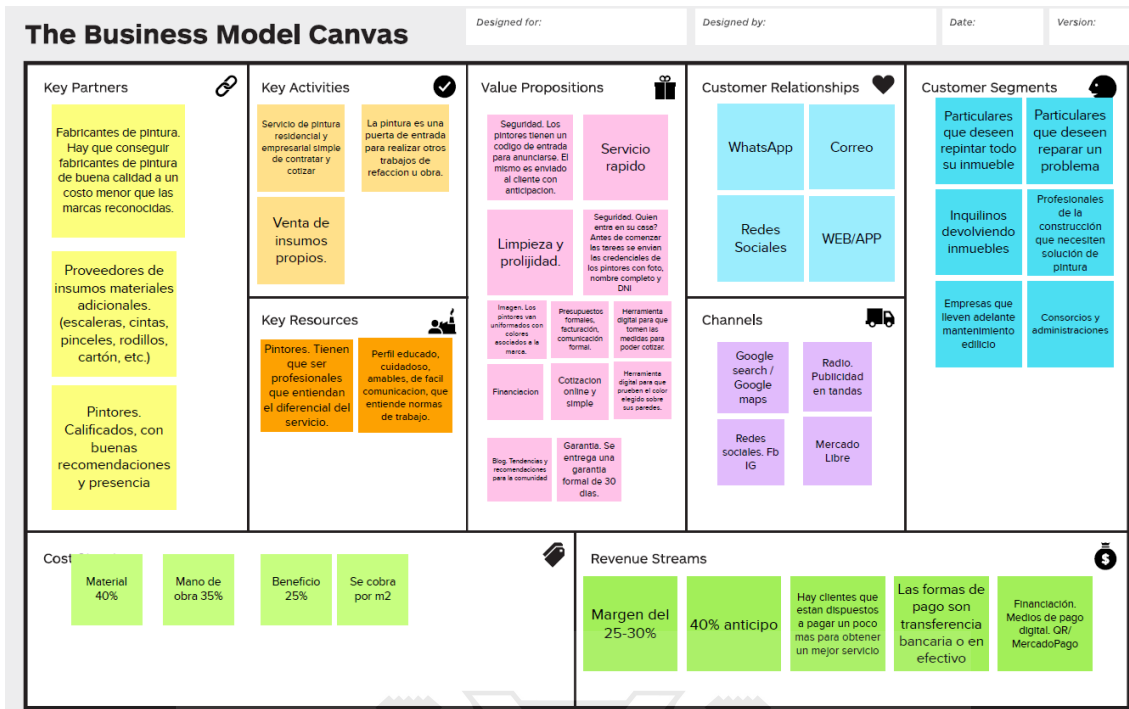 The Business Model Canvas
Designed for:
Designed by:
Date:
Version:
Key Partners
Fabricantes de pintura.
Hay que conseguir
fabricantes de pintura
de buena calidad a un
costo menor que las
marcas reconocidas.
Proveedores de
insumos materiales
adicionales.
(escaleras, cintas,
pinceles, rodillos,
cartón, etc.)
Pintores.
Calificados, con
buenas
recomendaciones
y presencia
Key Activities
Servicio de pintura
residencial y
empresarial simple
de contratar y
cotizar
La pintura es una
puerta de entrada
para realizar otros
trabajos de
refaccion u obra.
Venta de
insumos
propios.
Key Resources
Pintores. Tienen
que ser
profesionales
que entiendan
el diferencial del
servicio.
Perfil educado,
cuidadoso,
amables, de facil
comunicacion, que
entiende normas
de trabajo.
Value Propositions
Seguridad. Los
pintores tienen un
codigo de entrada
para anunciarse. El
mismo es enviado
al cliente con
anticipacion.
Servicio
rapido
Limpieza y
prolijidad.
Seguridad. Quien
entra en su casa?
Antes de comenzar
las tareas se envian
las credenciales de
los pintores con foto,
nombre completo y
DNI
Imagen. Los
pintores van
uniformados con
colores
asociados a la
marca.
Presupuestos
formales,
facturación,
comunicación
formal.
Herramienta
digital para que
tomen las
medidas para
poder cotizar.
Financiacion
Cotizacion
online y
simple
Herramienta
digital para que
prueben el color
elegido sobre
sus paredes.
Blog. Tendencias y
recomendaciones
para la comunidad
Garantia. Se
entrega una
garantia
formal de 30
dias.
Customer Relationships
WhatsApp
Correo
Redes
Sociales
WEB/APP
Channels
Google
search /
Google
maps
Radio.
Publicidad
en tandas
Redes
sociales. Fb
IG
Mercado
Libre
Customer Segments
Particulares
que deseen
repintar todo
su inmueble
Particulares
que deseen
reparar un
problema
Inquilinos
devolviendo
inmuebles
Profesionales
de la
construcción
que necesiten
solución de
pintura
Empresas que
lleven adelante
mantenimiento
edilicio
Consorcios y
administraciones
Cost
Material
40%
Mano de
obra 35%
Beneficio
25%
Se cobra
por m2
Revenue Streams
Margen del
25-30%
40% anticipo
Hay clientes que
estan dispuestos
a pagar un poco
mas para obtener
un mejor servicio
Las formas de
pago son
transferencia
bancaria o en
efectivo
Financiación.
Medios de pago
digital. QR/
MercadoPago